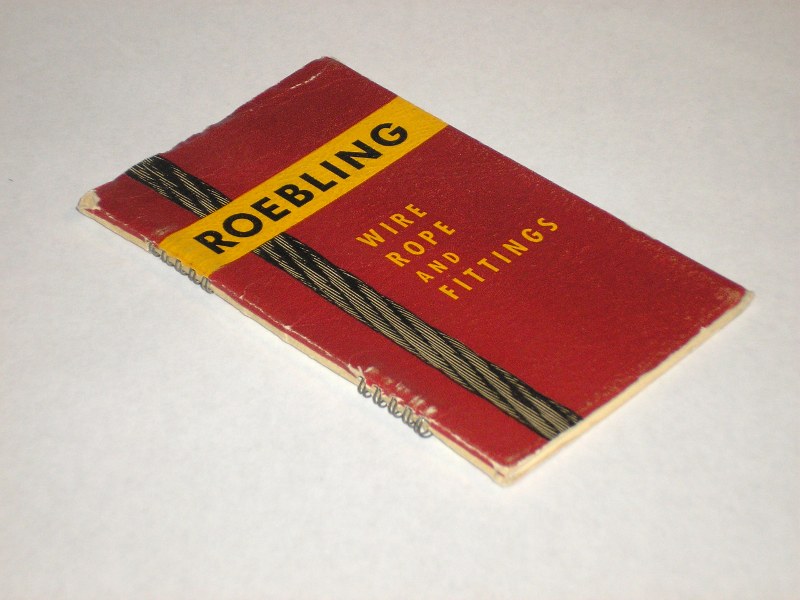 ROEBLING
WIRE
ROPE
AND
FITTINGS